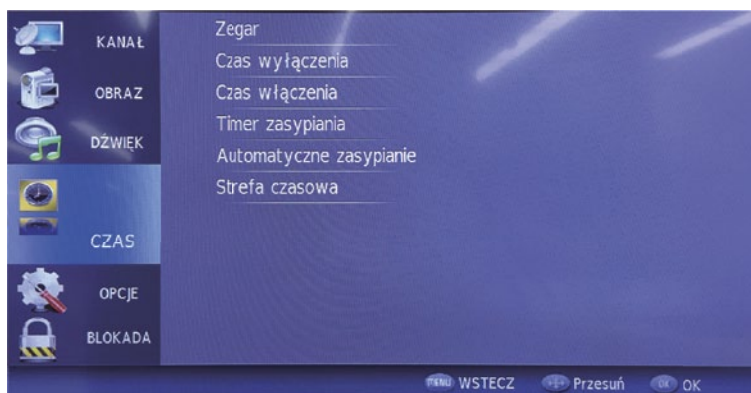 KANAŁ
OBRAZ
DŹWIĘK
CZAS
OPCJE
BLOKADA
Zegar
Czas wyłączenia
Czas włączenia
Timer zasypiania
Automatyczne zasypianie
Strefa czasowa
MENU WSTECZ Przesuń OK OK